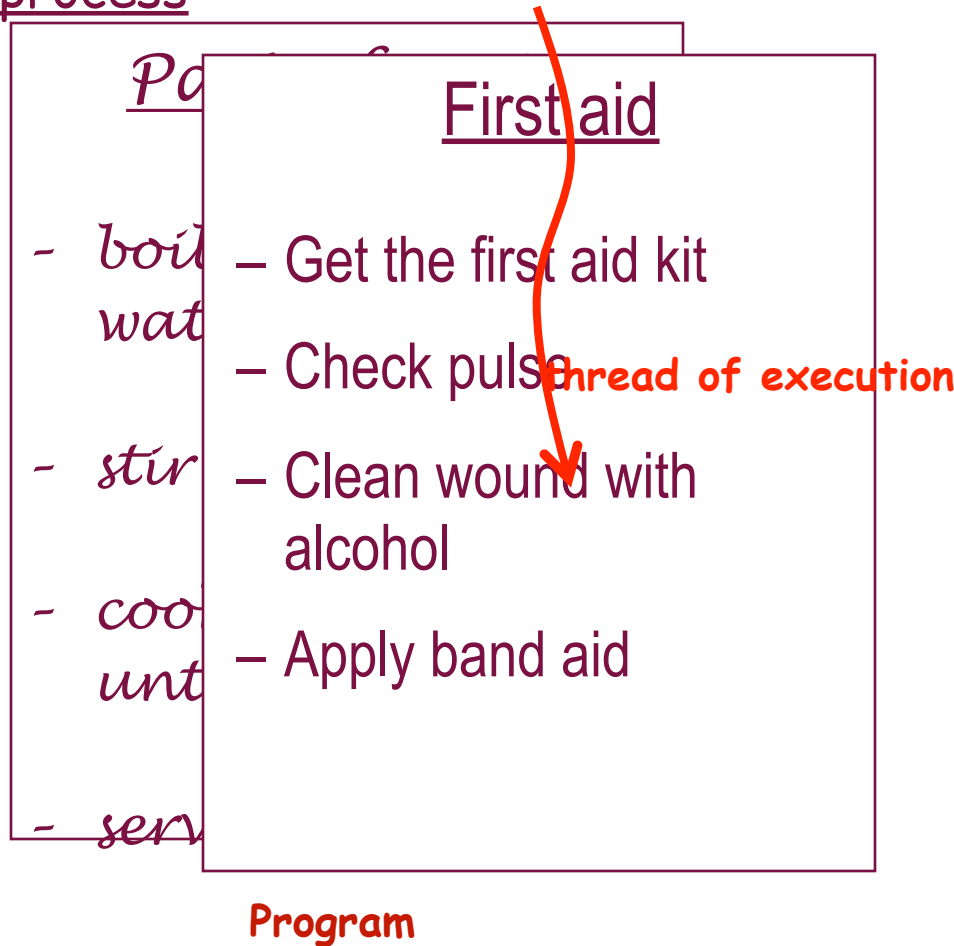 process
First aid
- boil
wat
- stir
- coo
unt
- serv
– Get the first aid kit
– Check pulse
thread of execution
– Clean wound with
alcohol
– Apply band aid
Program